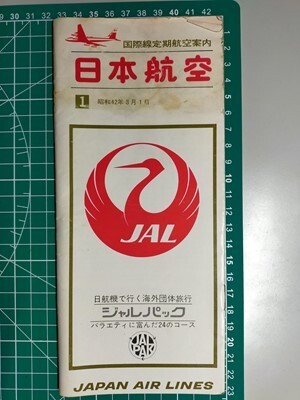 国際線定期航空案内
日本航空
1 昭和42年8月1日
JAL
日航機で行く海外団体旅行
ジャルパック
バラエティに富んだ24のコース
JAL
PAK
JAPAN AIR LINES